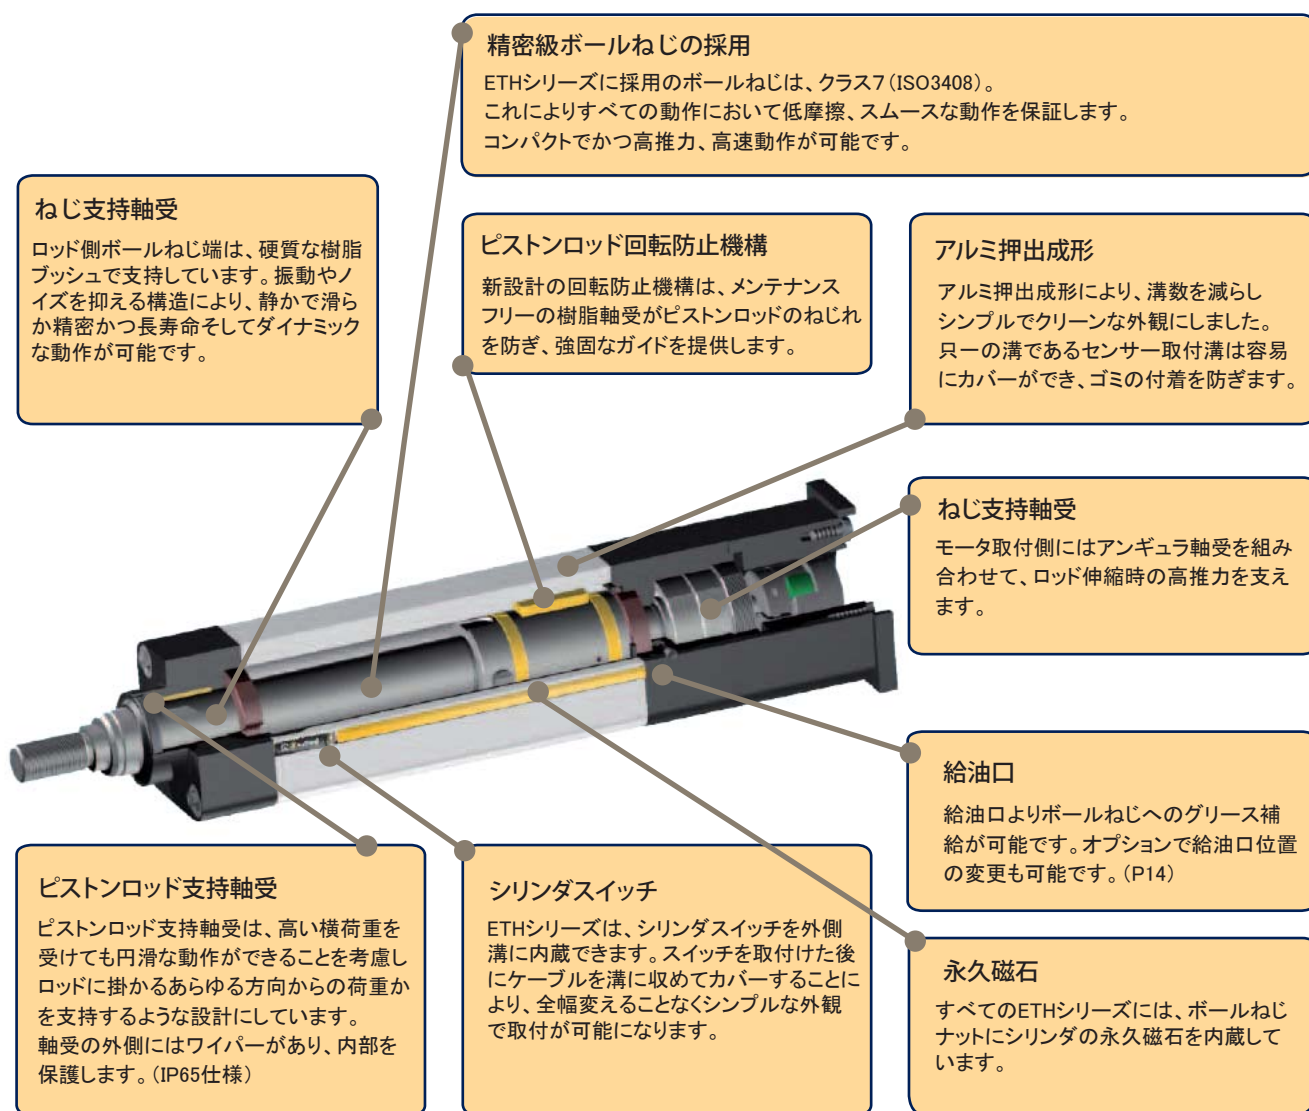 精密級ボールねじの採用
ETHシリーズに採用のボールねじは、クラス7(ISO3408)。
これによりすべての動作において低摩擦、スムースな動作を保証します。
コンパクトでかつ高推力、高速動作が可能です。
ねじ支持軸受
ロッド側ボールねじ端は、硬質な樹脂
ブッシュで支持しています。振動やノ
イズを抑える構造により、静かで滑ら
か精密かつ長寿命そしてダイナミック
な動作が可能です。
ピストンロッド回転防止機構
新設計の回転防止機構は、メンテナンス
フリーの樹脂軸受がピストンロッドのねじれ
を防ぎ、強固なガイドを提供します。
アルミ押出成形
アルミ押出成形により、溝数を減らし
シンプルでクリーンな外観にしました。
只一の溝であるセンサー取付溝は容易
にカバーができ、ゴミの付着を防ぎます。
ねじ支持軸受
モータ取付側にはアンギュラ軸受を組み
合わせて、ロッド伸縮時の高推力を支え
ます。
給油口
給油口よりボールねじへのグリース補
給が可能です。オプションで給油口位置
の変更も可能です。(P14)
ピストンロッド支持軸受
ピストンロッド支持軸受は、高い横荷重を
受けても円滑な動作ができることを考慮し
ロッドに掛かるあらゆる方向からの荷重か
を支持するような設計にしています。
軸受の外側にはワイパーがあり、内部を
保護します。(IP65仕様)
シリンダスイッチ
ETHシリーズは、シリンダスイッチを外側
溝に内蔵できます。スイッチを取付けた後
にケーブルを溝に収めてカバーすることに
より、全幅変えることなくシンプルな外観
で取付が可能になります。
永久磁石
すべてのETHシリーズには、ボールねじ
ナットにシリンダの永久磁石を内蔵して
います。